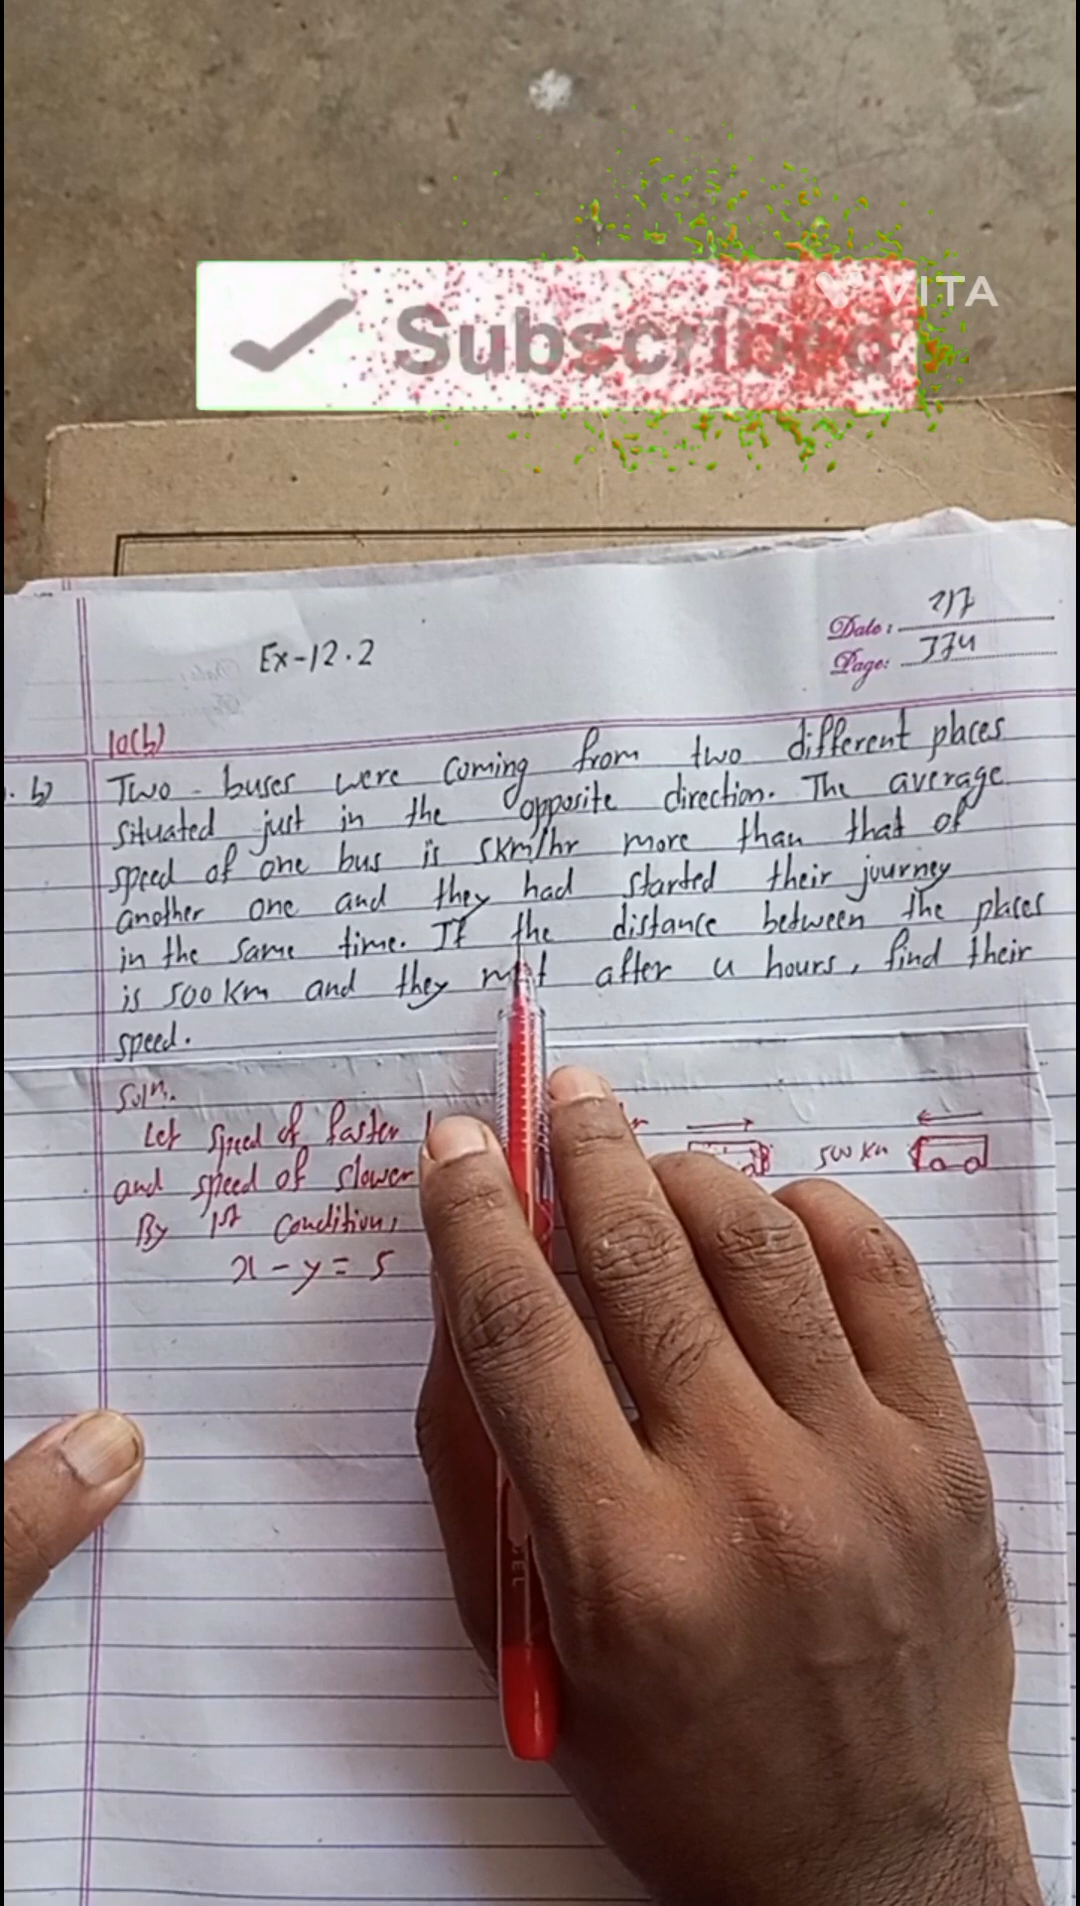 Subscribed
VITA
Date: 217
Page: 374
Ex-12.2
10(b)
b) Two buses were coming from two different places
situated just in the opposite direction. The average
speed of one bus is 5km/hr more than that of
another one and they had started their journey
in the same time. If the distance between the places
is 500 Km and they met after 4 hours, find their
speed.
Soln.
Let speed of faster
500 Km
and speed of slower
By 1st Condition,
x - y = 5